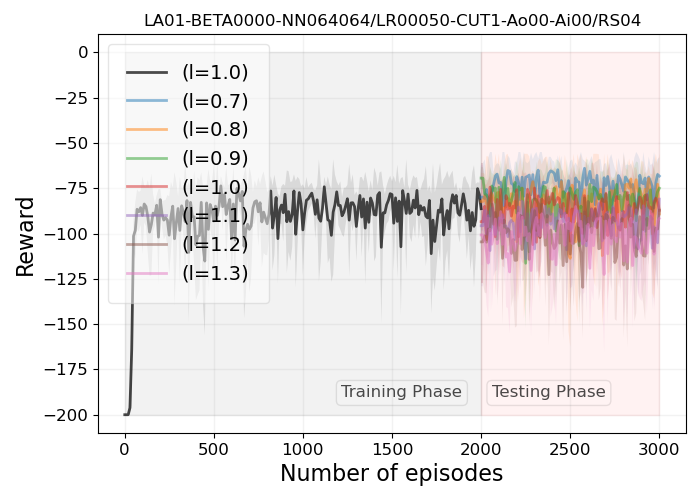 LA01-BETA0000-NN064064/LR00050-CUT1-Ao00-Ai00/RS04
Reward
0
−25
−50
−75
−100
−125
−150
−175
−200
(l=1.0)
(l=0.7)
(l=0.8)
(l=0.9)
(l=1.0)
(l=1.1)
(l=1.2)
(l=1.3)
Training Phase
Testing Phase
0 500 1000 1500 2000 2500 3000
Number of episodes